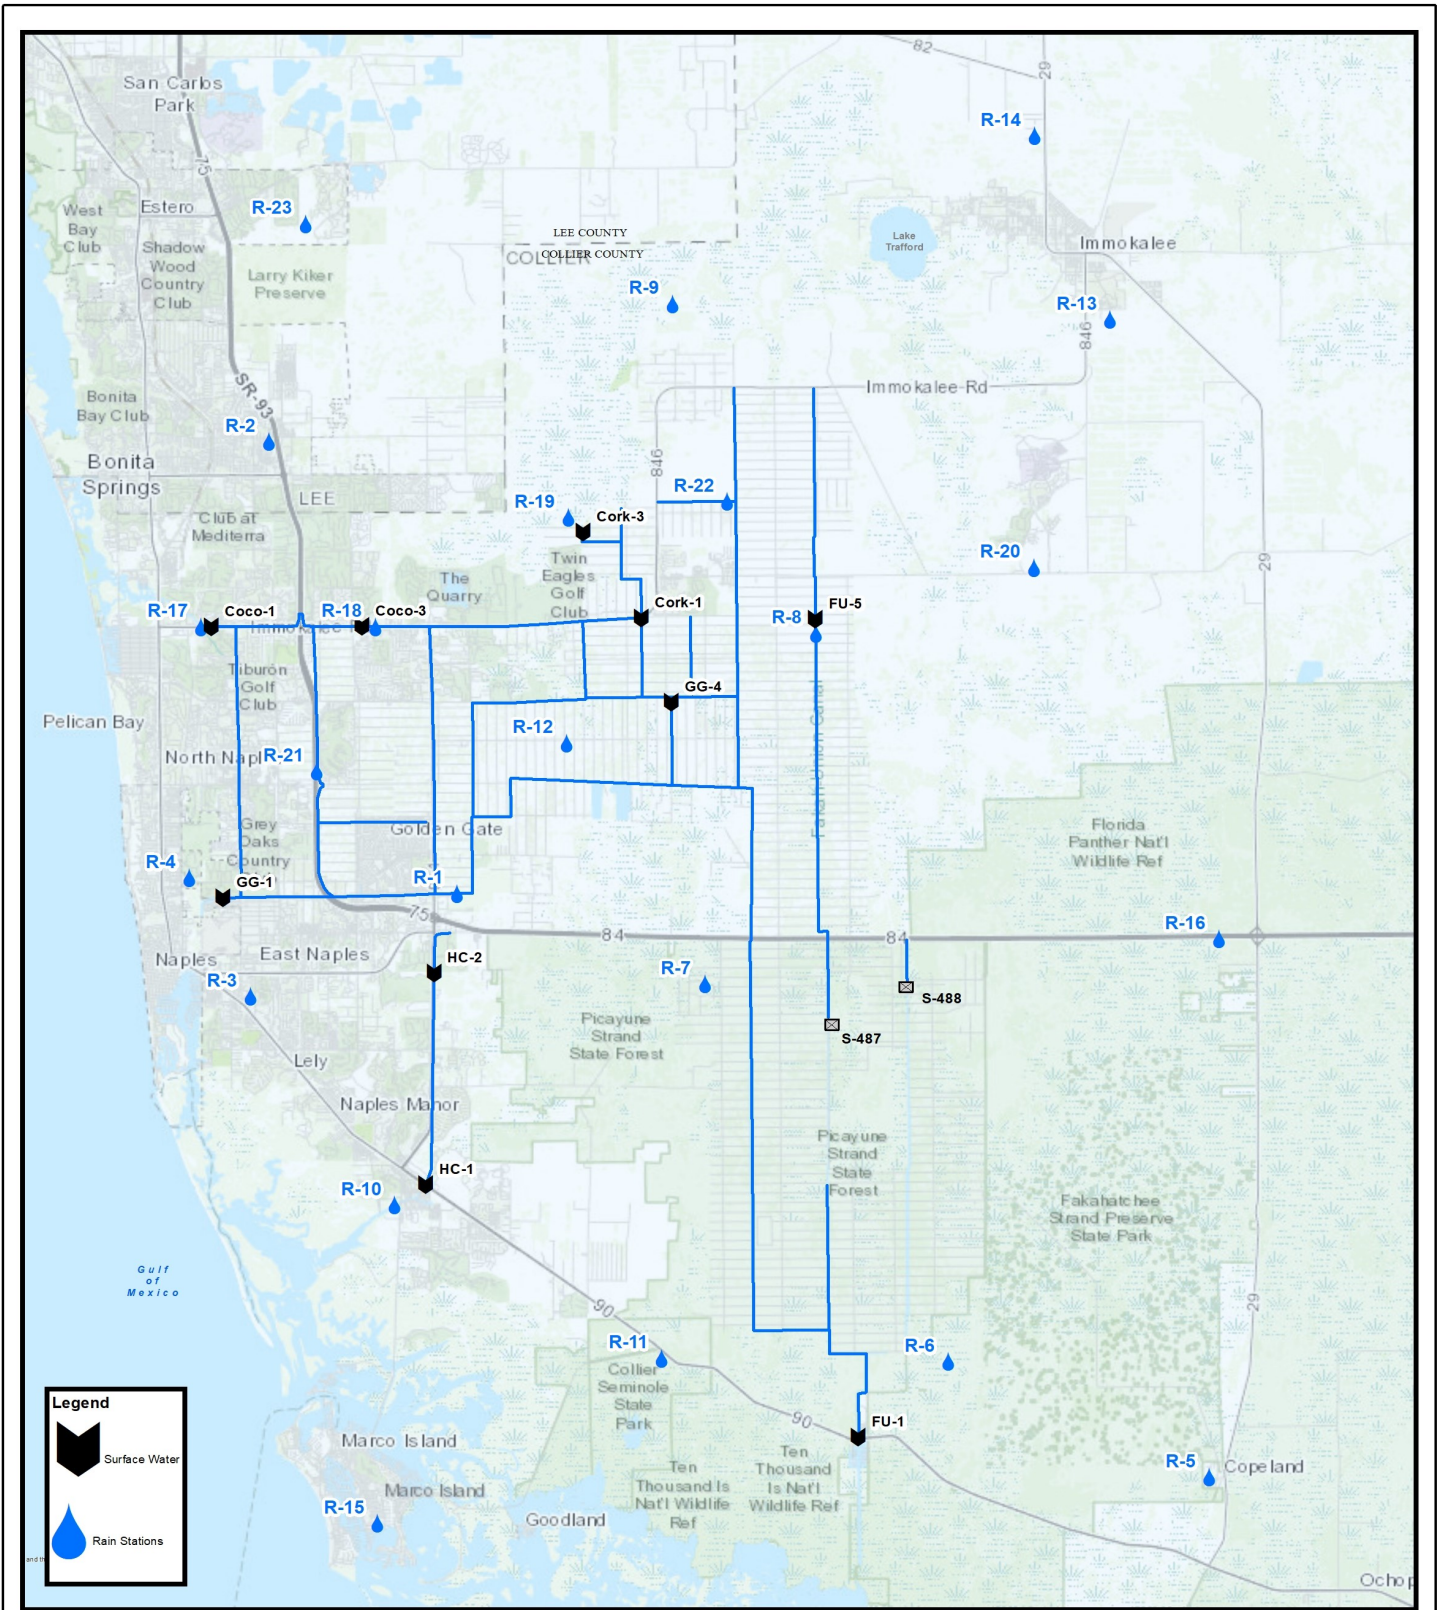 82
29
San Carlos
Park
R-14
75
West
Bay
Club
Estero
R-23
Shadow
Wood
Country
Club
LEE COUNTY
COLLIER
COLLIER COUNTY
Lake
Trafford
Immokalee
Larry Kiker
Preserve
R-9
R-13
846
SR-93
Immokalee Rd
Bonita
Bay Club
R-2
Bonita
Springs
846
LEE
R-22
R-19
Cork-3
Club at
Mediterra
R-20
29
Twin
Eagles
Golf
Club
The
Quarry
R-17
Coco-1
R-18
Coco-3
Cork-1
FU-5
R-8
Tiburón
Golf
Club
GG-4
Pelican Bay
R-12
North Napl
R-21
Grey
Oaks
Country
Golden Gate
Florida
Panther Nat'l
Wildlife Ref
R-4
GG-1
R-1
75
84
84
R-16
East Naples
Naples
HC-2
R-3
R-7
S-488
Picayune
Strand
State Forest
S-487
Lely
Naples Manor
Picayune
Strand
State
Forest
HC-1
R-10
Fakahatchee
Strand Preserve
State Park
Gulf
of
Mexico
90
29
R-11
R-6
Collier
Seminole
State
Park
90
FU-1
Legend
Surface Water
Rain Stations
Marco Island
Marco Island
R-15
Goodland
Ten
Thousand Is
Nat'l Wildlife
Ref
Ten
Thousand
Is Nat'l
Wildlife Ref
R-5
Copeland
Ochop